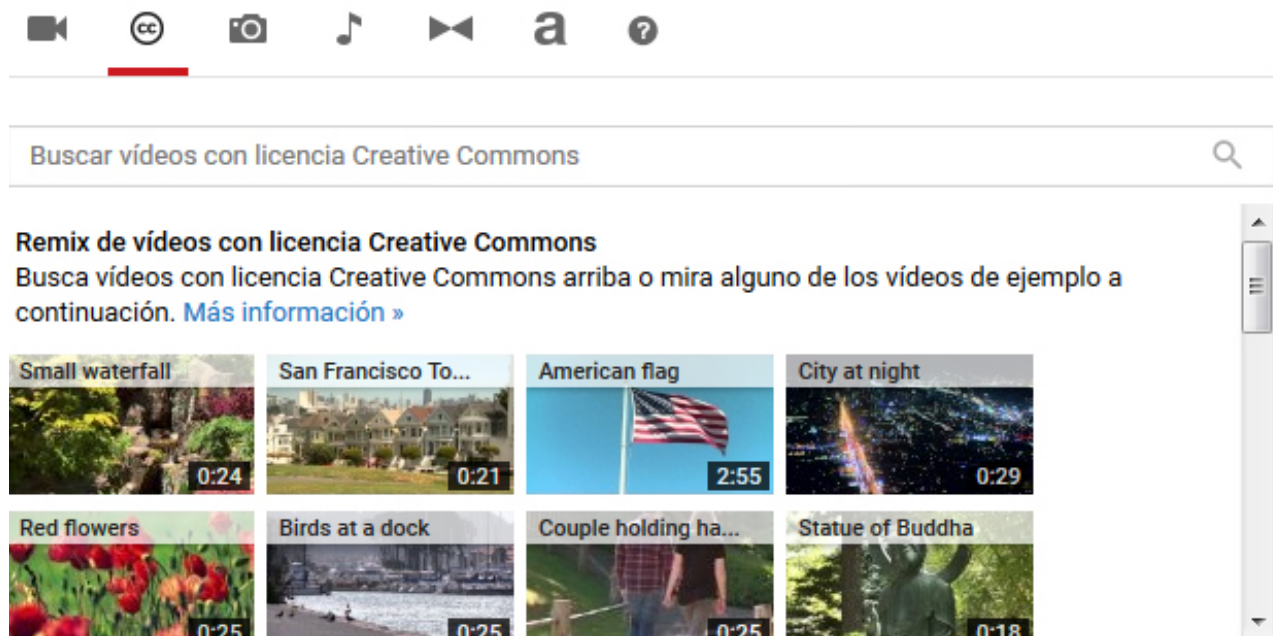 cc
a
?
Buscar vídeos con licencia Creative Commons
Remix de vídeos con licencia Creative Commons
Busca vídeos con licencia Creative Commons arriba o mira alguno de los vídeos de ejemplo a
continuación. Más información »
Small waterfall
0:24
San Francisco To...
0:21
American flag
2:55
City at night
0:29
Red flowers
0:25
Birds at a dock
0:25
Couple holding ha...
0:25
Statue of Buddha
0:18